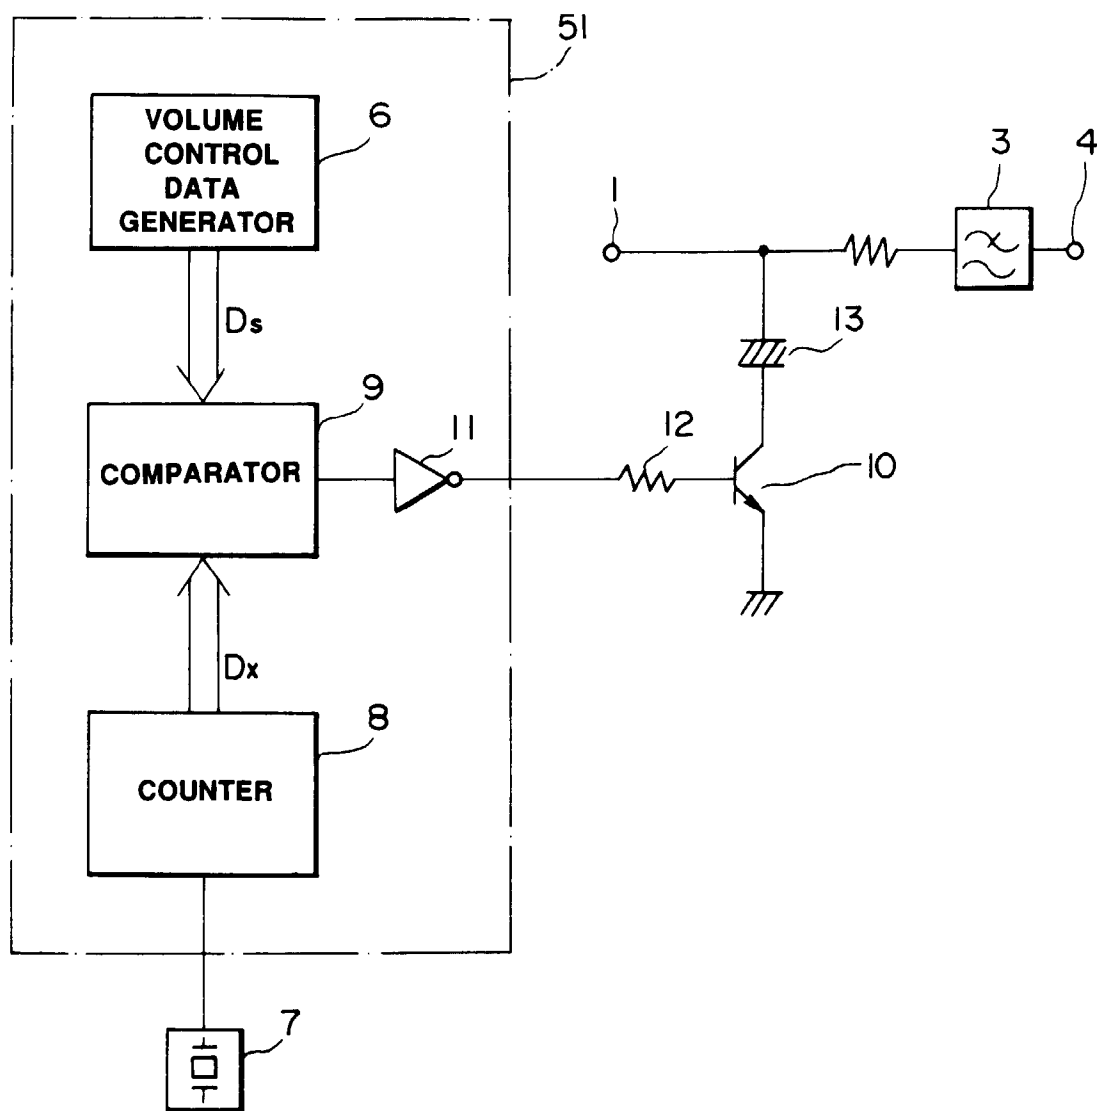 51
VOLUME
CONTROL
DATA
GENERATOR
6
3
4
1
Ds
13
9
11
12
COMPARATOR
10
Dx
8
COUNTER
7